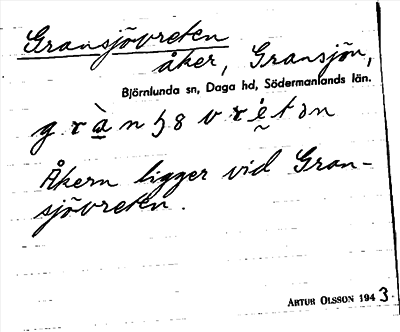 Gransjövreten
åker, Gransjön,
Björnlunda sn, Daga hd, Södermanlands län.
Åkern ligger vid Gran-
sjövreten.
ARTUR OLSSON 1943.